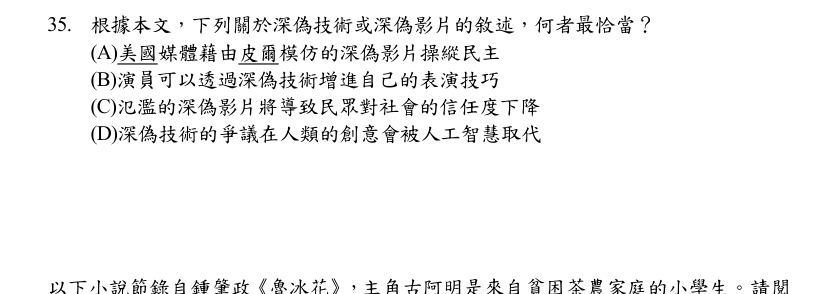 35. 根據本文，下列關於深偽技術或深偽影片的敘述，何者最恰當？
(A)美國媒體藉由皮爾模仿的深偽影片操縱民主
(B)演員可以透過深偽技術增進自己的表演技巧
(C)氾濫的深偽影片將導致民眾對社會的信任度下降
(D)深偽技術的爭議在人類的創意會被人工智慧取代
以下小說節錄自鍾肇政《魯冰花》，主角古阿明是來自貧困茶農家庭的小學生。請閱